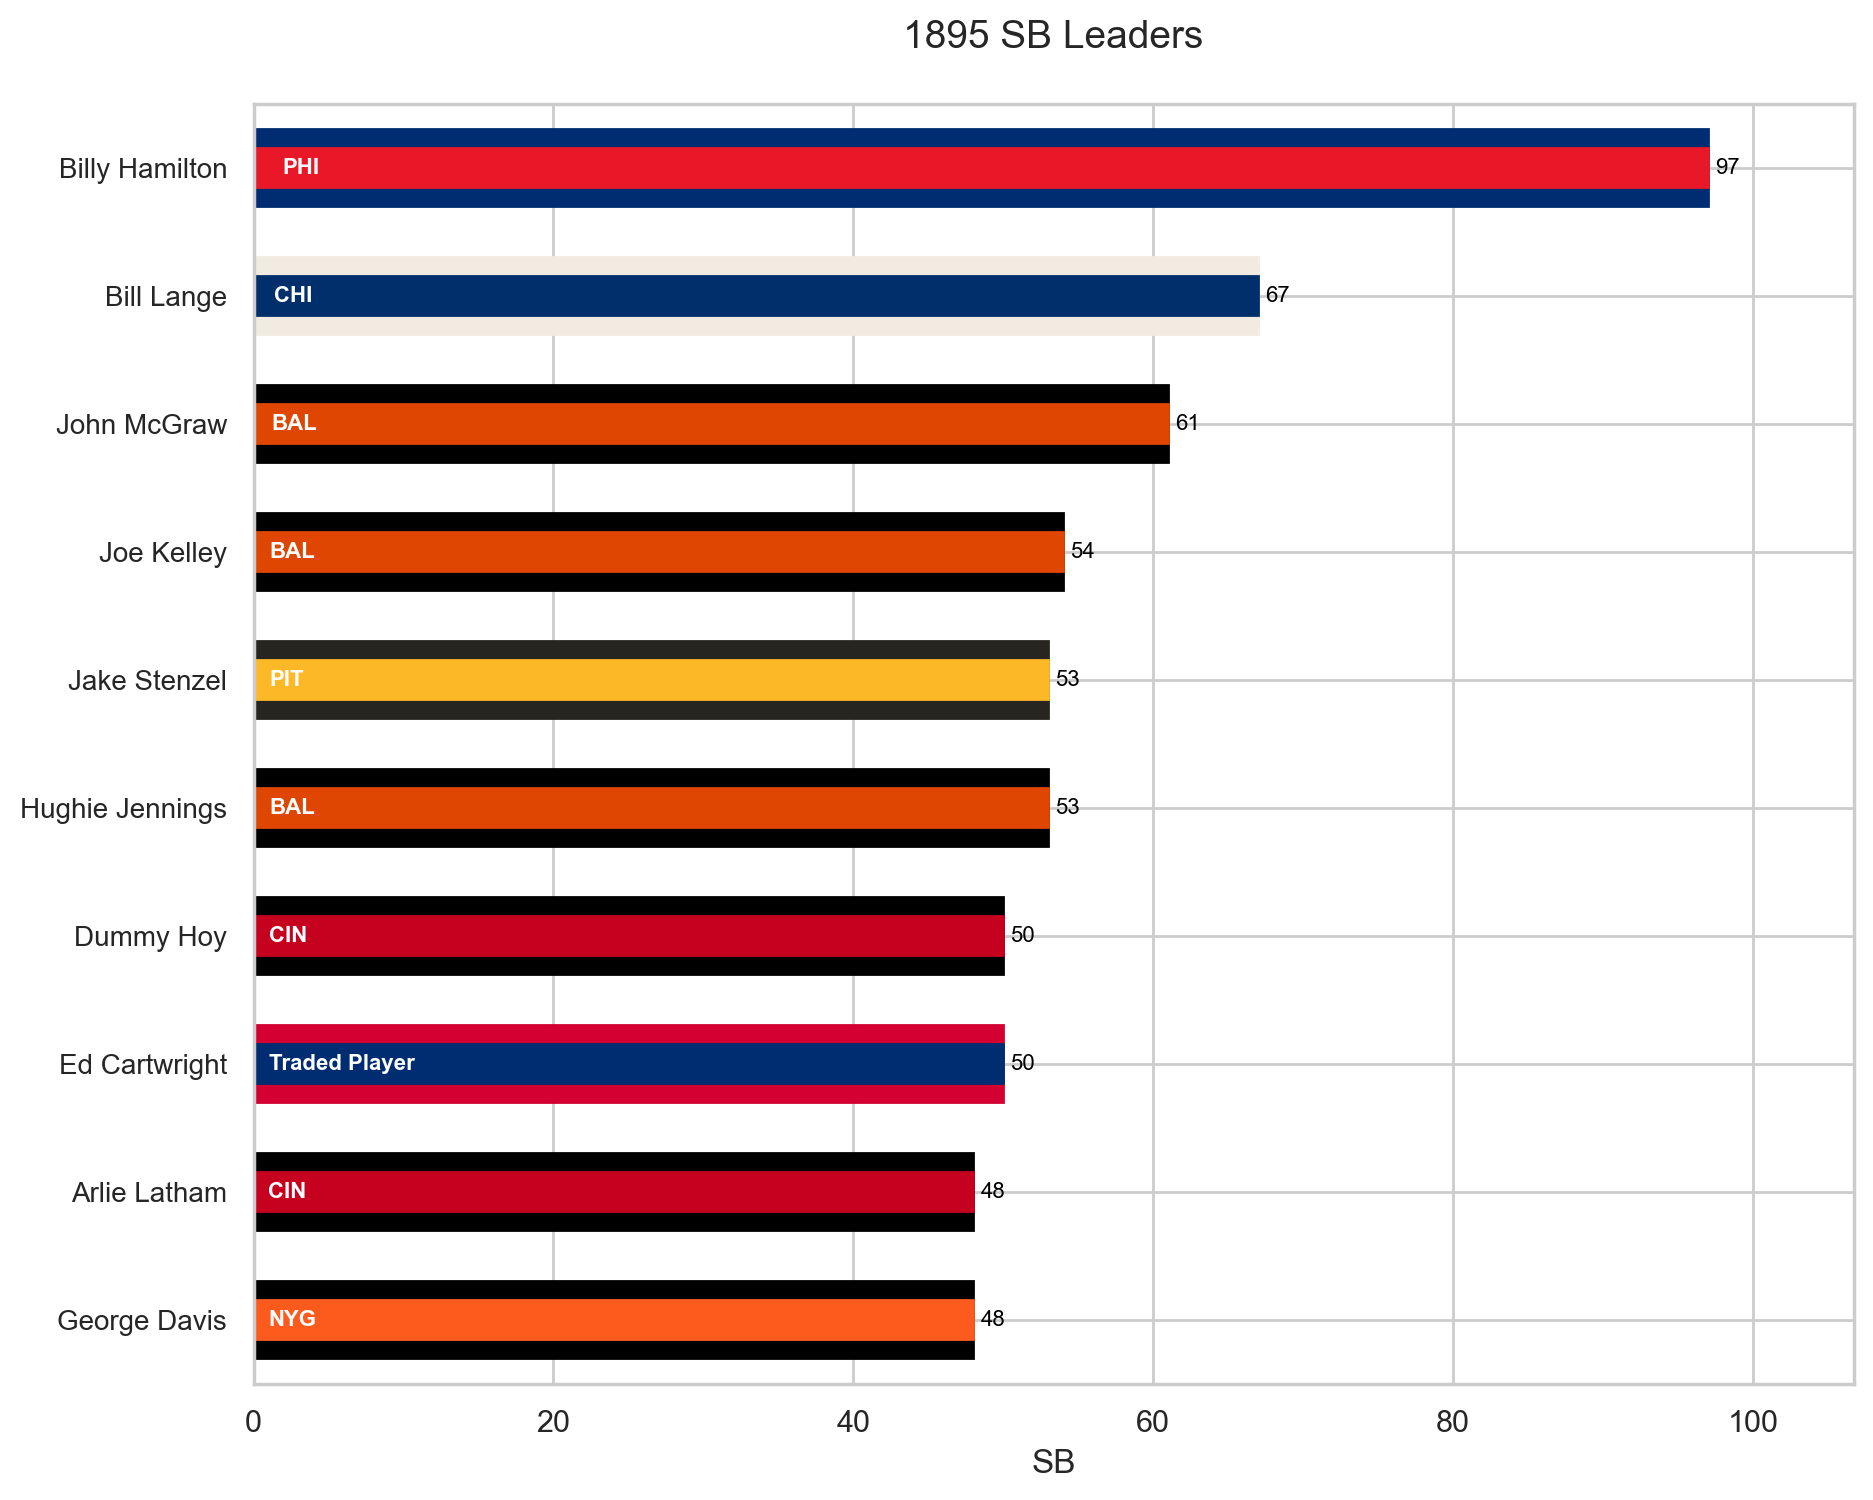 1895 SB Leaders
Billy Hamilton PHI 97
Bill Lange CHI 67
John McGraw BAL 61
Joe Kelley BAL 54
Jake Stenzel PIT 53
Hughie Jennings BAL 53
Dummy Hoy CIN 50
Ed Cartwright Traded Player 50
Arlie Latham CIN 48
George Davis NYG 48
0 20 40 60 80 100
SB